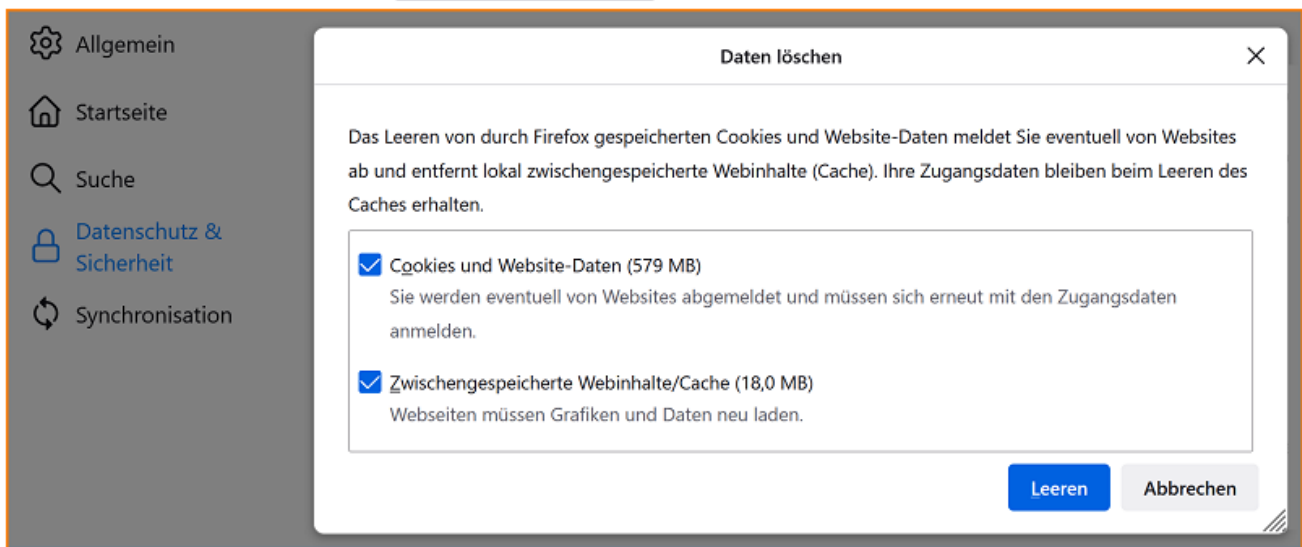 Allgemein
Startseite
Suche
Datenschutz &
Sicherheit
Synchronisation
Daten löschen
Das Leeren von durch Firefox gespeicherten Cookies und Website-Daten meldet Sie eventuell von Websites
ab und entfernt lokal zwischengespeicherte Webinhalte (Cache). Ihre Zugangsdaten bleiben beim Leeren des
Caches erhalten.
Cookies und Website-Daten (579 MB)
Sie werden eventuell von Websites abgemeldet und müssen sich erneut mit den Zugangsdaten
anmelden.
Zwischengespeicherte Webinhalte/Cache (18,0 MB)
Webseiten müssen Grafiken und Daten neu laden.
Leeren
Abbrechen